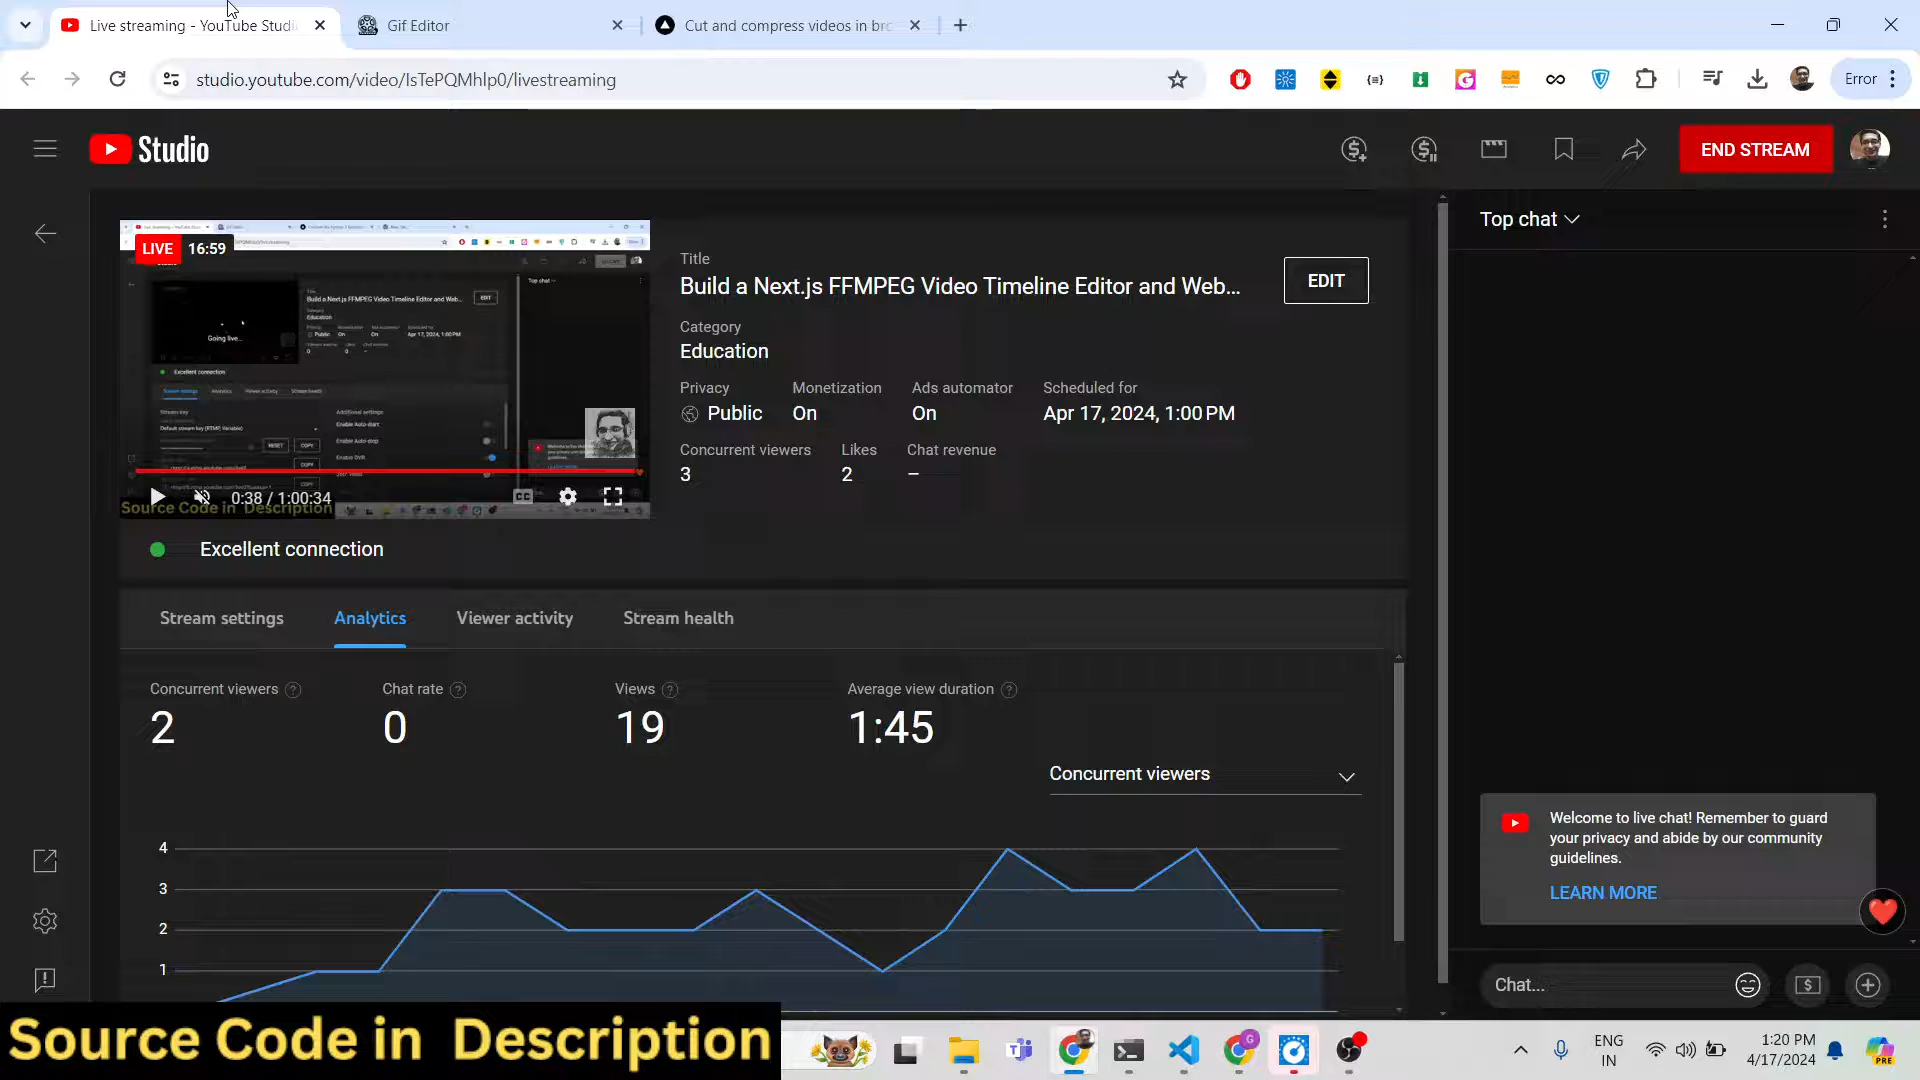 Live streaming - YouTube Studi
Gif Editor
Cut and compress videos in bro
studio.youtube.com/video/IsTePQMhlp0/livestreaming
Error
Studio
END STREAM
LIVE 16:59
0:38 / 1:00:34
Source Code in Description
Title
Build a Next.js FFMPEG Video Timeline Editor and Web...
EDIT
Category
Education
Privacy
Monetization
Ads automator
Scheduled for
Public
On
On
Apr 17, 2024, 1:00 PM
Concurrent viewers
Likes
Chat revenue
3
2
–
Excellent connection
Top chat
Stream settings
Analytics
Viewer activity
Stream health
Concurrent viewers
Chat rate
Views
Average view duration
2
0
19
1:45
Concurrent viewers
4
3
2
1
Welcome to live chat! Remember to guard
your privacy and abide by our community
guidelines.
LEARN MORE
Chat...
Source Code in Description
ENG
IN
1:20 PM
4/17/2024
PRE